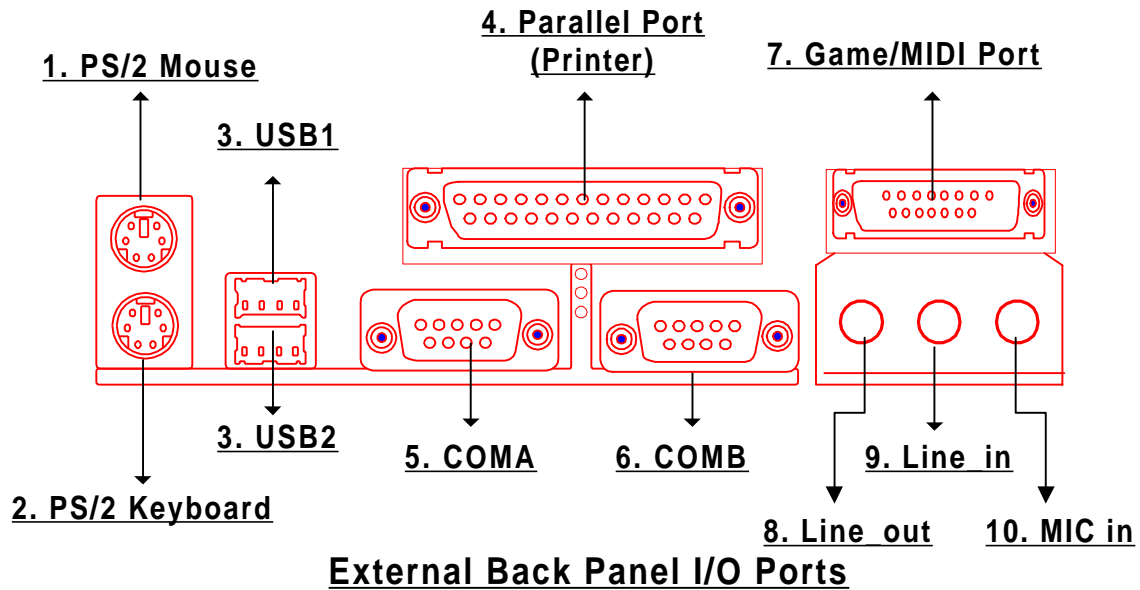 4. Parallel Port
(Printer)
1. PS/2 Mouse
7. Game/MIDI Port
3. USB1
3. USB2
5. COMA
6. COMB
9. Line_in
2. PS/2 Keyboard
8. Line_out
10. MIC in
External Back Panel I/O Ports